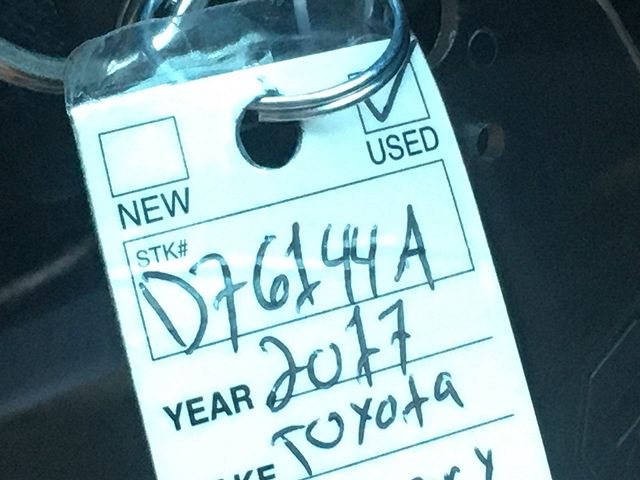 NEW USED
STK#
D76144A
YEAR 2017
Toyota